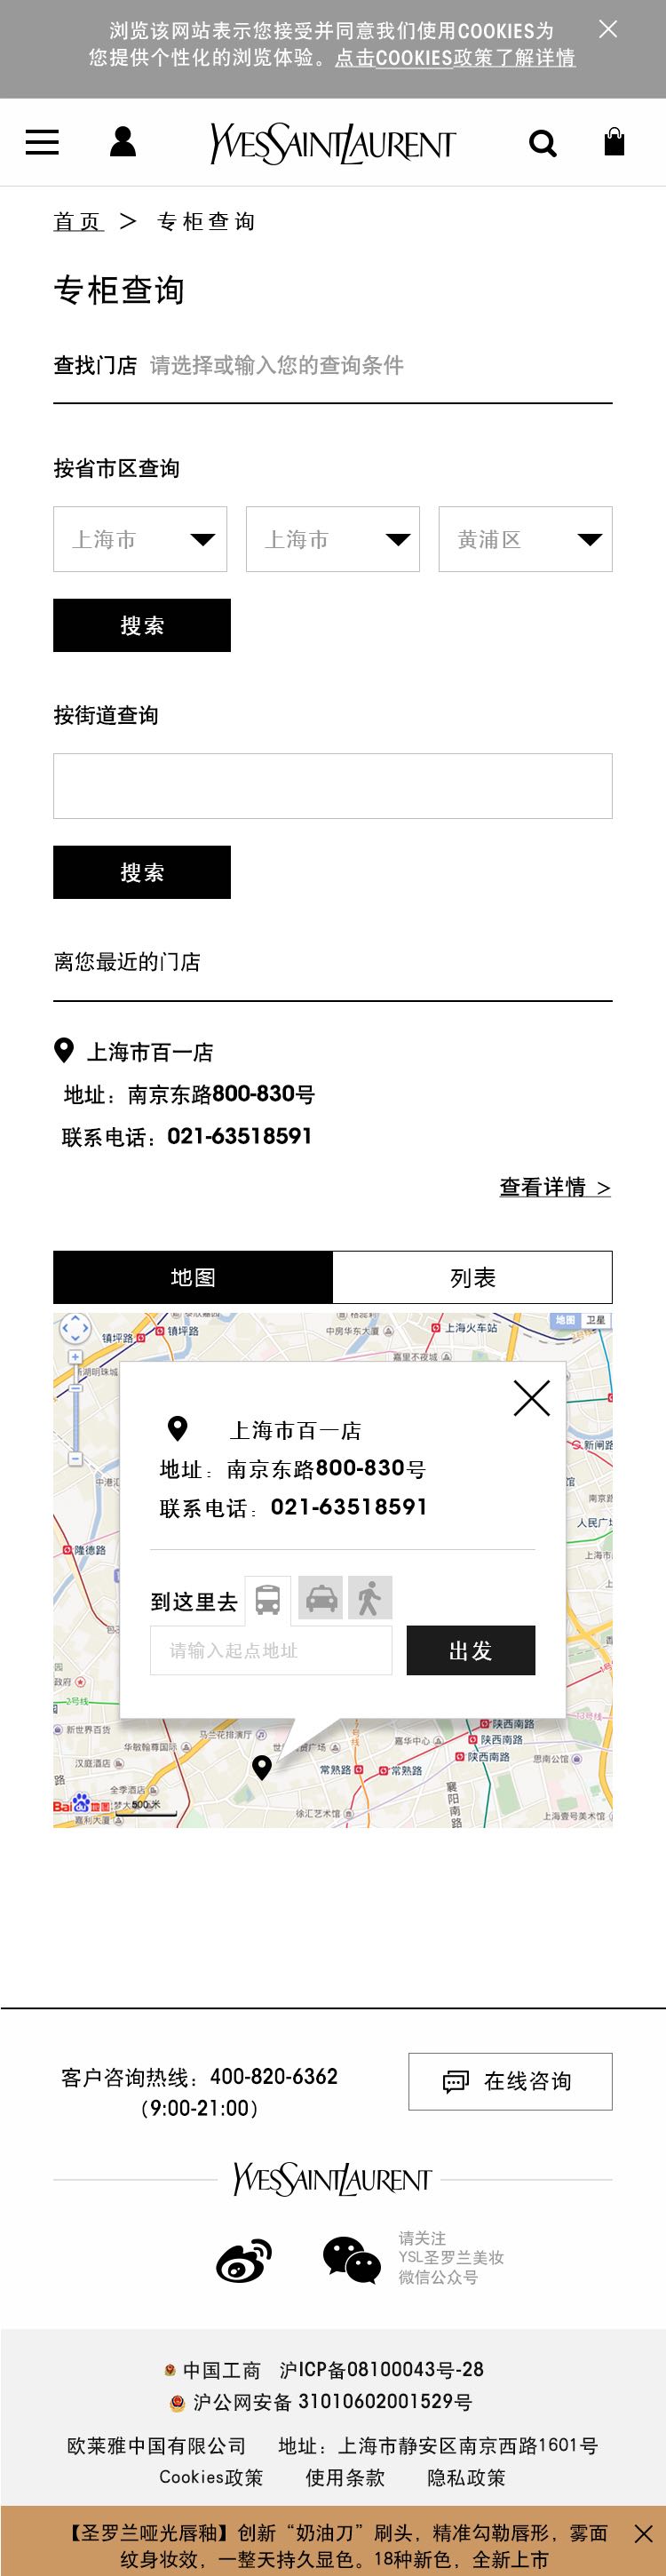 浏览该网站表示您接受并同意我们使用COOKIES为
您提供个性化的浏览体验。点击COOKIES政策了解详情
YVESSAINTLAURENT
首页 > 专柜查询
专柜查询
查找门店 请选择或输入您的查询条件
按省市区查询
上海市 上海市 黄浦区
搜索
按街道查询
搜索
离您最近的门店
上海市百一店
地址：南京东路800-830号
联系电话：021-63518591
查看详情 >
地图 列表
镇坪路 镇坪路 中房华东大厦 上海火车站 地图 卫星
嘉里不夜城
上海市百一店
地址：南京东路800-830号
联系电话：021-63518591
新闸路
南京东路
人民广场
隆德路
到这里去
请输入起点地址 出发
2号线
新世界百货 马兰花排演厅 陕西南路
华敏翰尊国际 嘉华中心 陕西南路
汉庭酒店 陕西南路 思南公馆
常熟路 常熟路
全季酒店 襄阳南路
500米
嘉利大厦 徐汇艺术馆 上海壹号美术馆
客户咨询热线：400-820-6362
（9:00-21:00）
在线咨询
YVESSAINTLAURENT
请关注
YSL圣罗兰美妆
微信公众号
中国工商 沪ICP备08100043号-28
沪公网安备 31010602001529号
欧莱雅中国有限公司 地址：上海市静安区南京西路1601号
Cookies政策 使用条款 隐私政策
【圣罗兰哑光唇釉】创新“奶油刀”刷头，精准勾勒唇形，雾面
纹身妆效，一整天持久显色。18种新色，全新上市